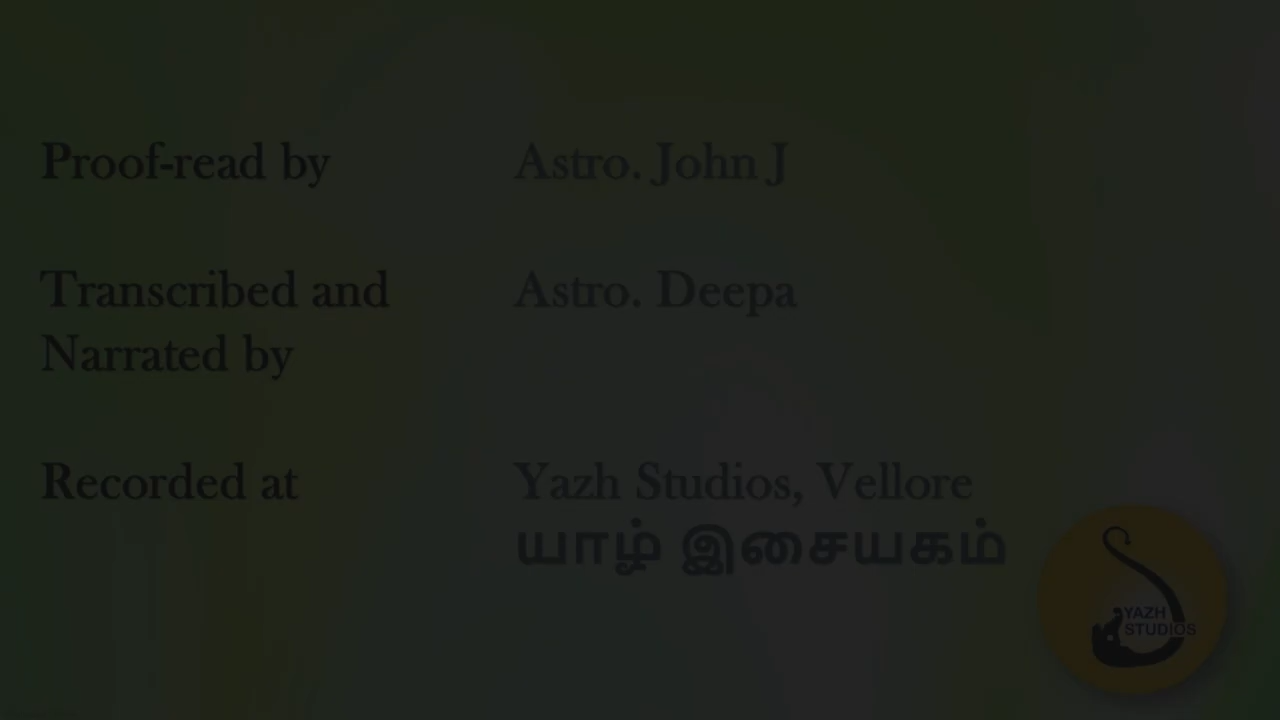 Proof-read by Astro. John J
Transcribed and Astro. Deepa
Narrated by
Recorded at Yazh Studios, Vellore
யாழ் இசையகம்
YAZH
STUDIOS